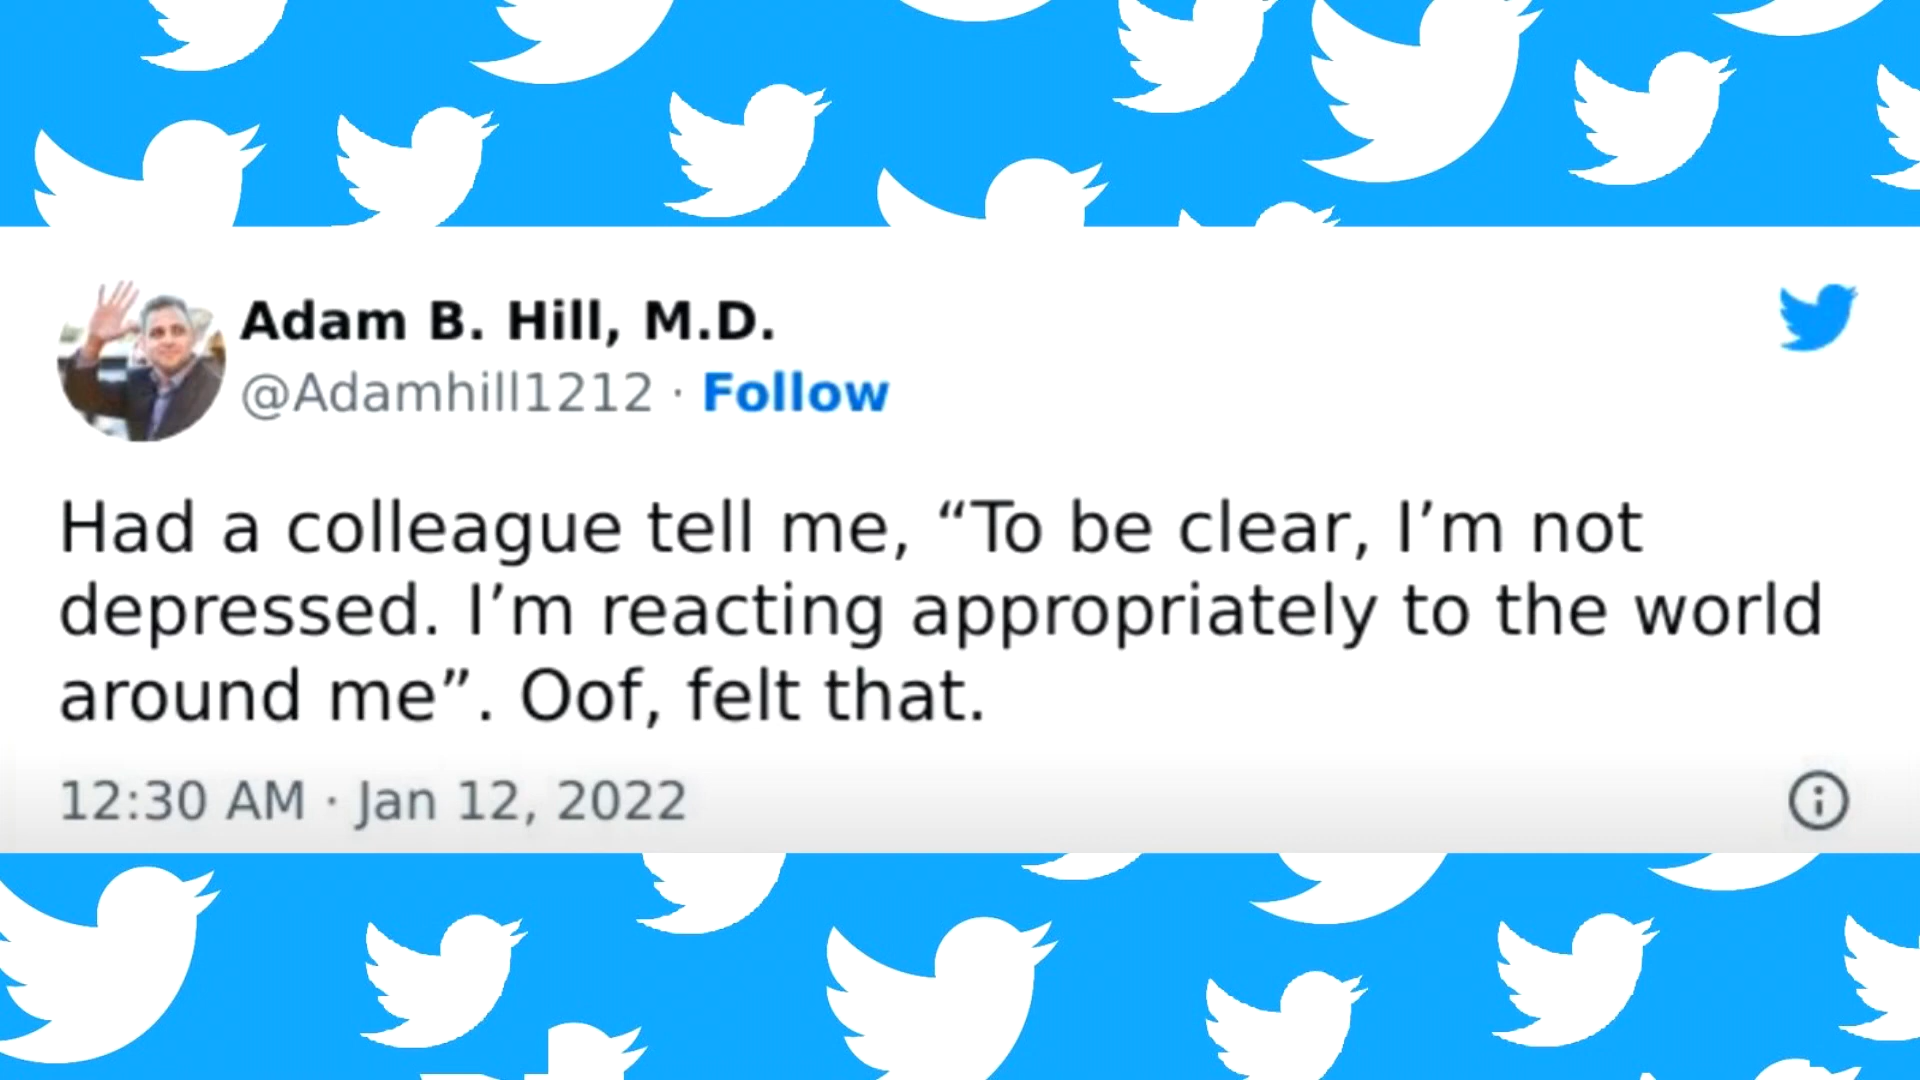 Adam B. Hill, M.D.
@Adamhill1212 · Follow
Had a colleague tell me, “To be clear, I’m not
depressed. I’m reacting appropriately to the world
around me”. Oof, felt that.
12:30 AM · Jan 12, 2022